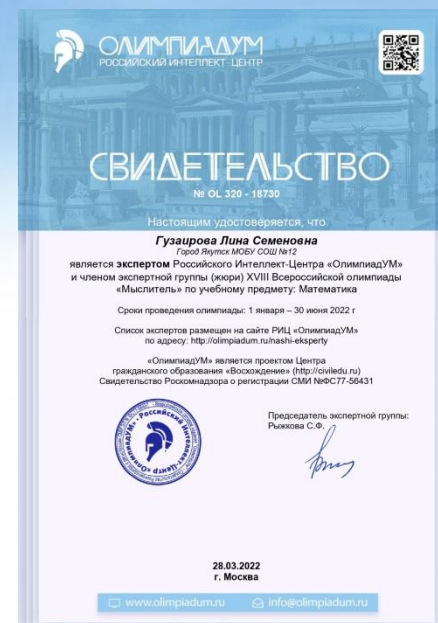 ОЛИМПИАДУМ
РОССИЙСКИЙ ИНТЕЛЛЕКТ-ЦЕНТР
СВИДЕТЕЛЬСТВО
№ OL 320 - 18730
Настоящим удостоверяется, что
Гузаирова Лина Семеновна
Город Якутск МОБУ СОШ №12
является экспертом Российского Интеллект-Центра «ОлимпиадУМ»
и членом экспертной группы (жюри) XVIII Всероссийской олимпиады
«Мыслитель» по учебному предмету: Математика
Сроки проведения олимпиады: 1 января – 30 июня 2022 г
Список экспертов размещен на сайте РИЦ «ОлимпиадУМ»
по адресу: http://olimpiadum.ru/nashi-eksperty
«ОлимпиадУМ» является проектом Центра
гражданского образования «Восхождение» (http://civiledu.ru)
Свидетельство Роскомнадзора о регистрации СМИ №ФС77-56431
Председатель экспертной группы:
Рыжкова С.Ф.
28.03.2022
г. Москва
www.olimpiadum.ru
info@olimpiadum.ru